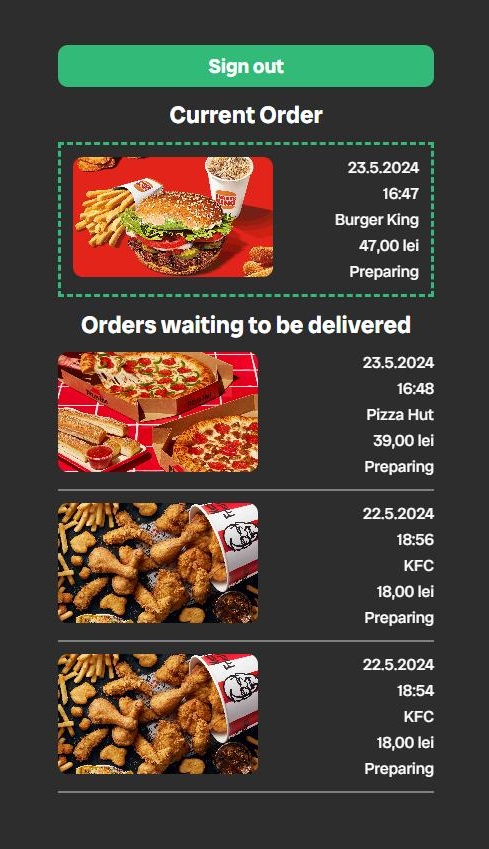 Sign out
Current Order
23.5.2024
16:47
Burger King
47,00 lei
Preparing
Orders waiting to be delivered
23.5.2024
16:48
Pizza Hut
39,00 lei
Preparing
22.5.2024
18:56
KFC
18,00 lei
Preparing
22.5.2024
18:54
KFC
18,00 lei
Preparing